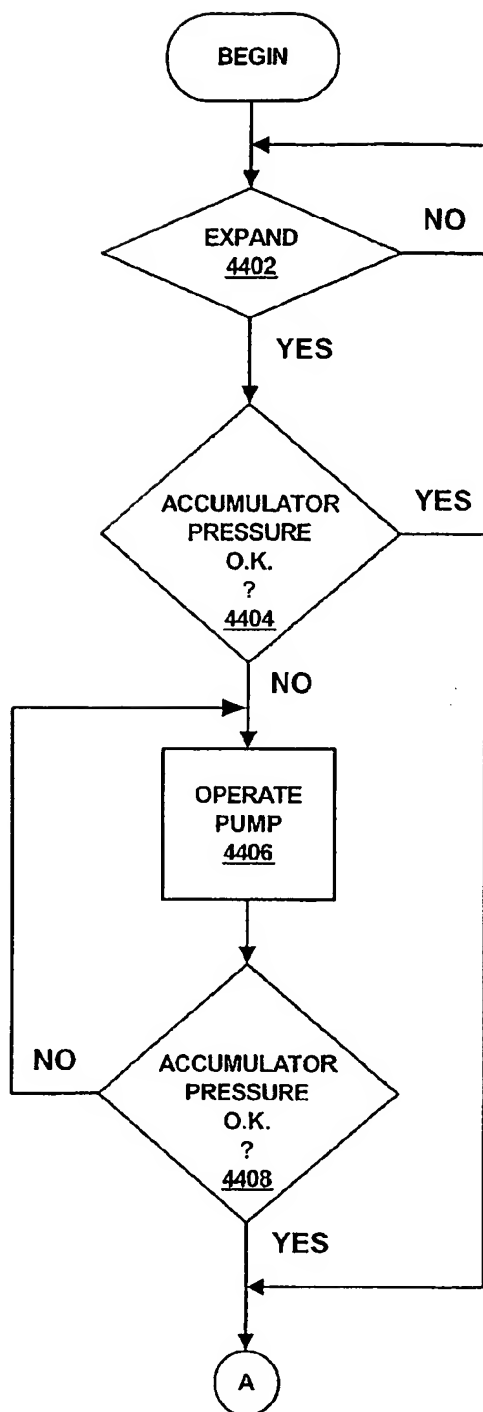 BEGIN
EXPAND
4402
NO
YES
ACCUMULATOR
PRESSURE
O.K.
?
4404
YES
NO
OPERATE
PUMP
4406
ACCUMULATOR
PRESSURE
O.K.
?
4408
NO
YES
A